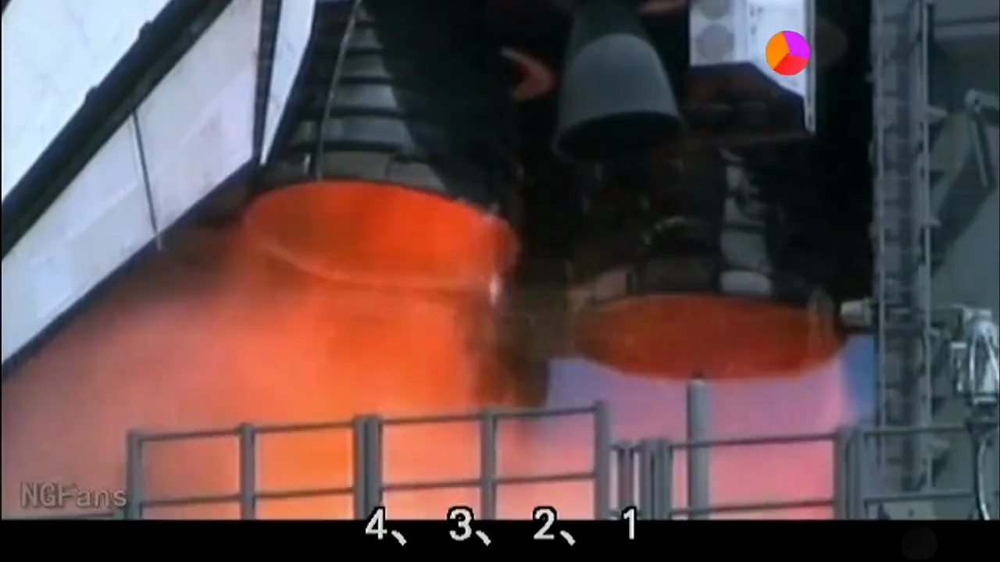 NGFans
4、 3、 2、 1